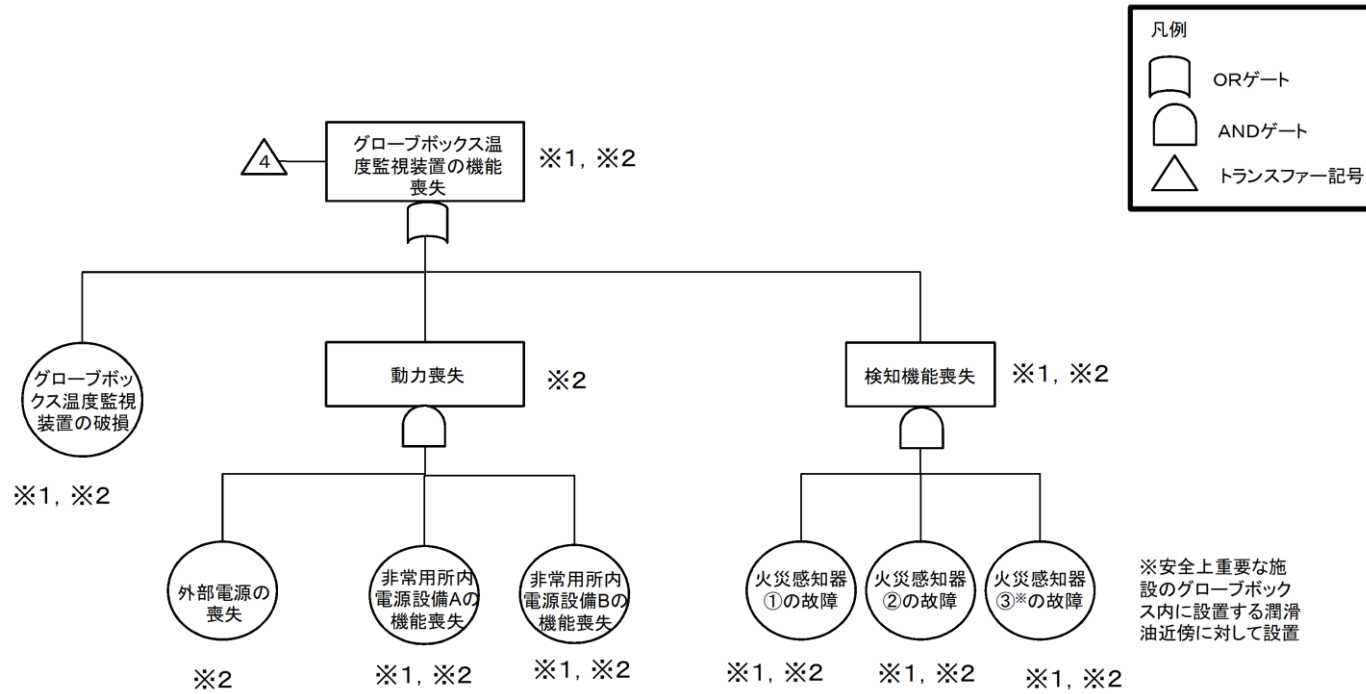 凡例
ORゲート
ANDゲート
トランスファー記号
4
グローブボックス温
度監視装置の機能
喪失
※1, ※2
グローブボッ
クス温度監視
装置の破損
※1, ※2
動力喪失
※2
検知機能喪失
※1, ※2
外部電源の
喪失
※2
非常用所内
電源設備Aの
機能喪失
※1, ※2
非常用所内
電源設備Bの
機能喪失
※1, ※2
火災感知器
①の故障
※1, ※2
火災感知器
②の故障
※1, ※2
火災感知器
③※の故障
※1, ※2
※安全上重要な施
設のグローブボック
ス内に設置する潤滑
油近傍に対して設置